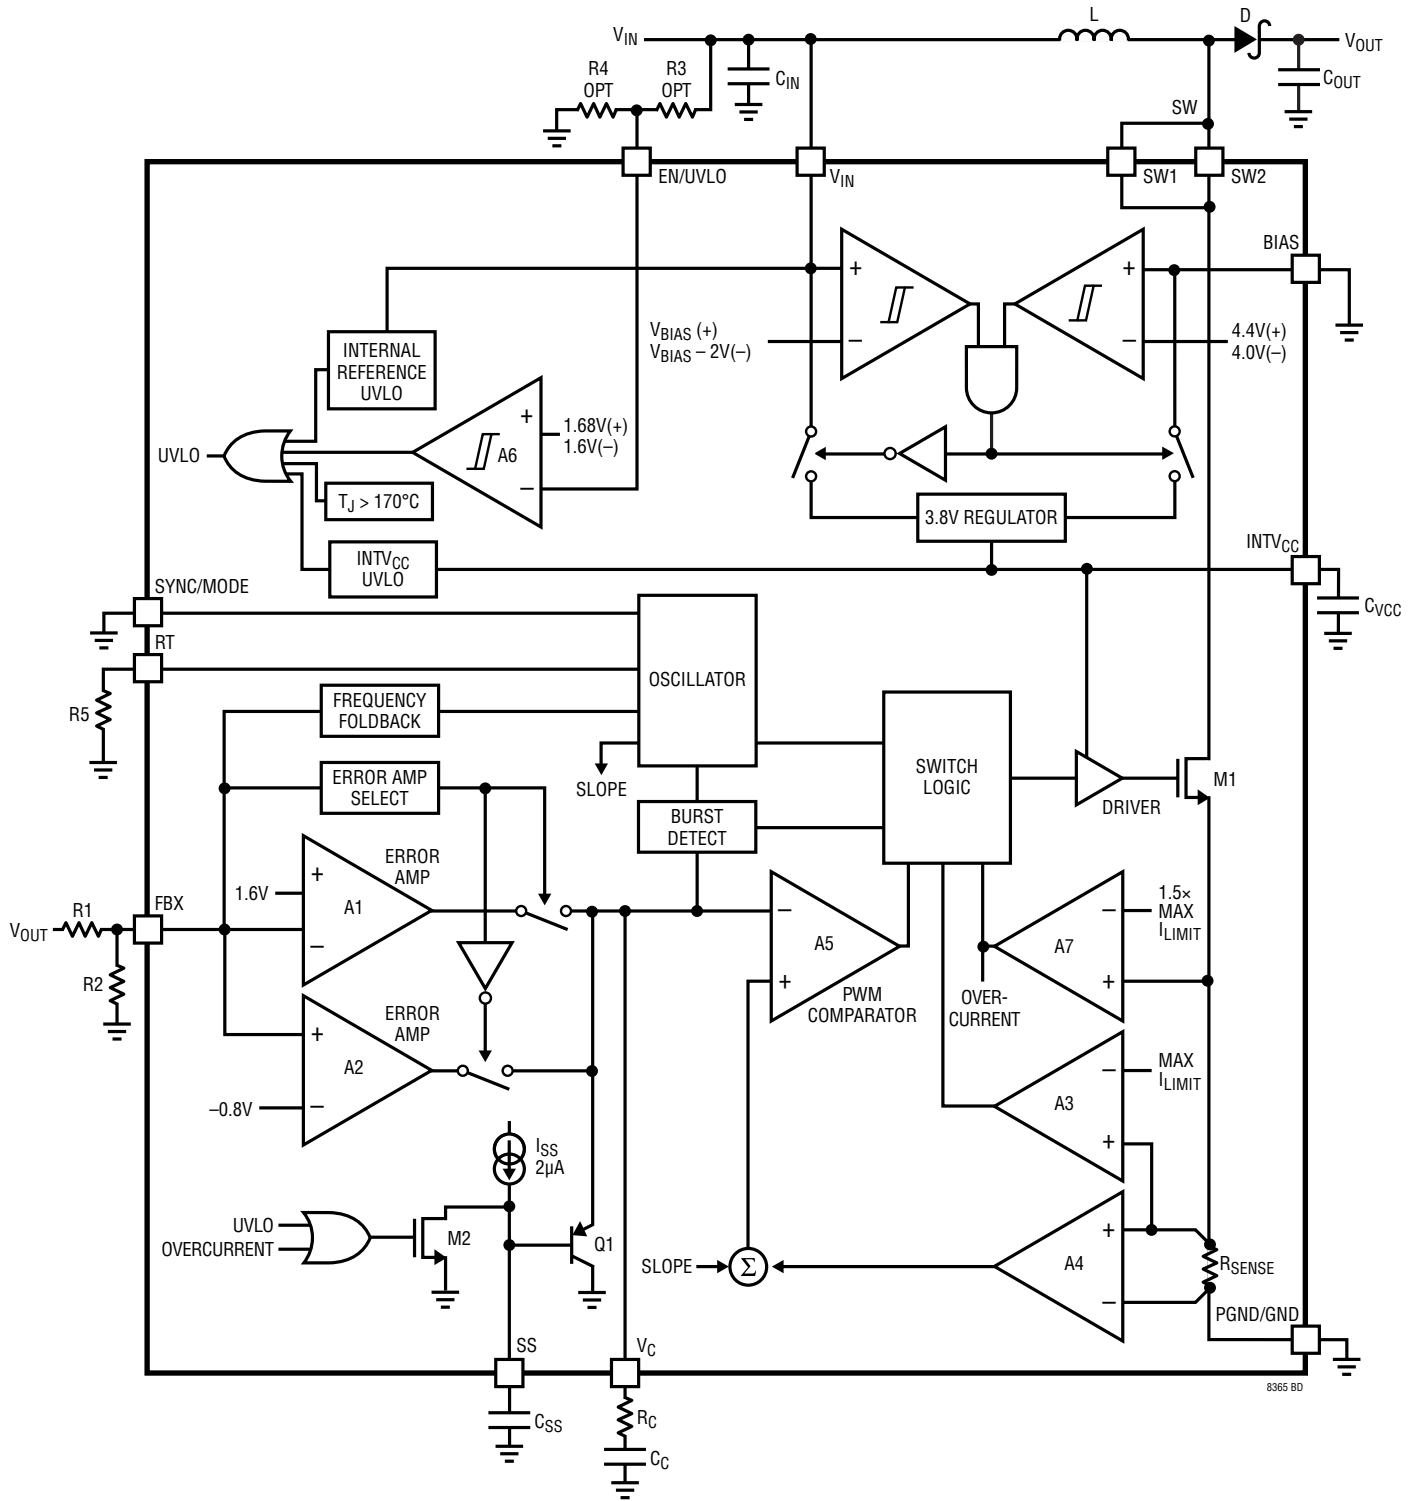 L
D
VIN
VOUT
R4
OPT
R3
OPT
CIN
COUT
SW
EN/UVLO
VIN
SW1
SW2
BIAS
+
+
VBIAS (+)
VBIAS – 2V(–)
–
–
4.4V(+)
4.0V(–)
INTERNAL
REFERENCE
UVLO
+
1.68V(+)
1.6V(–)
A6
–
UVLO
TJ > 170°C
3.8V REGULATOR
INTVCC
INTVCC
UVLO
SYNC/MODE
CVCC
RT
OSCILLATOR
R5
FREQUENCY
FOLDBACK
SLOPE
ERROR AMP
SELECT
SWITCH
LOGIC
M1
DRIVER
BURST
DETECT
ERROR
AMP
+
1.6V
A1
–
FBX
R1
VOUT
R2
–
A5
+
PWM
COMPARATOR
–
1.5×
MAX
ILIMIT
A7
+
OVER-
CURRENT
ERROR
AMP
+
A2
–0.8V
–
–
MAX
ILIMIT
A3
+
ISS
2µA
UVLO
OVERCURRENT
M2
Q1
SLOPE
Σ
+
A4
–
RSENSE
PGND/GND
SS
VC
8365 BD
CSS
RC
CC